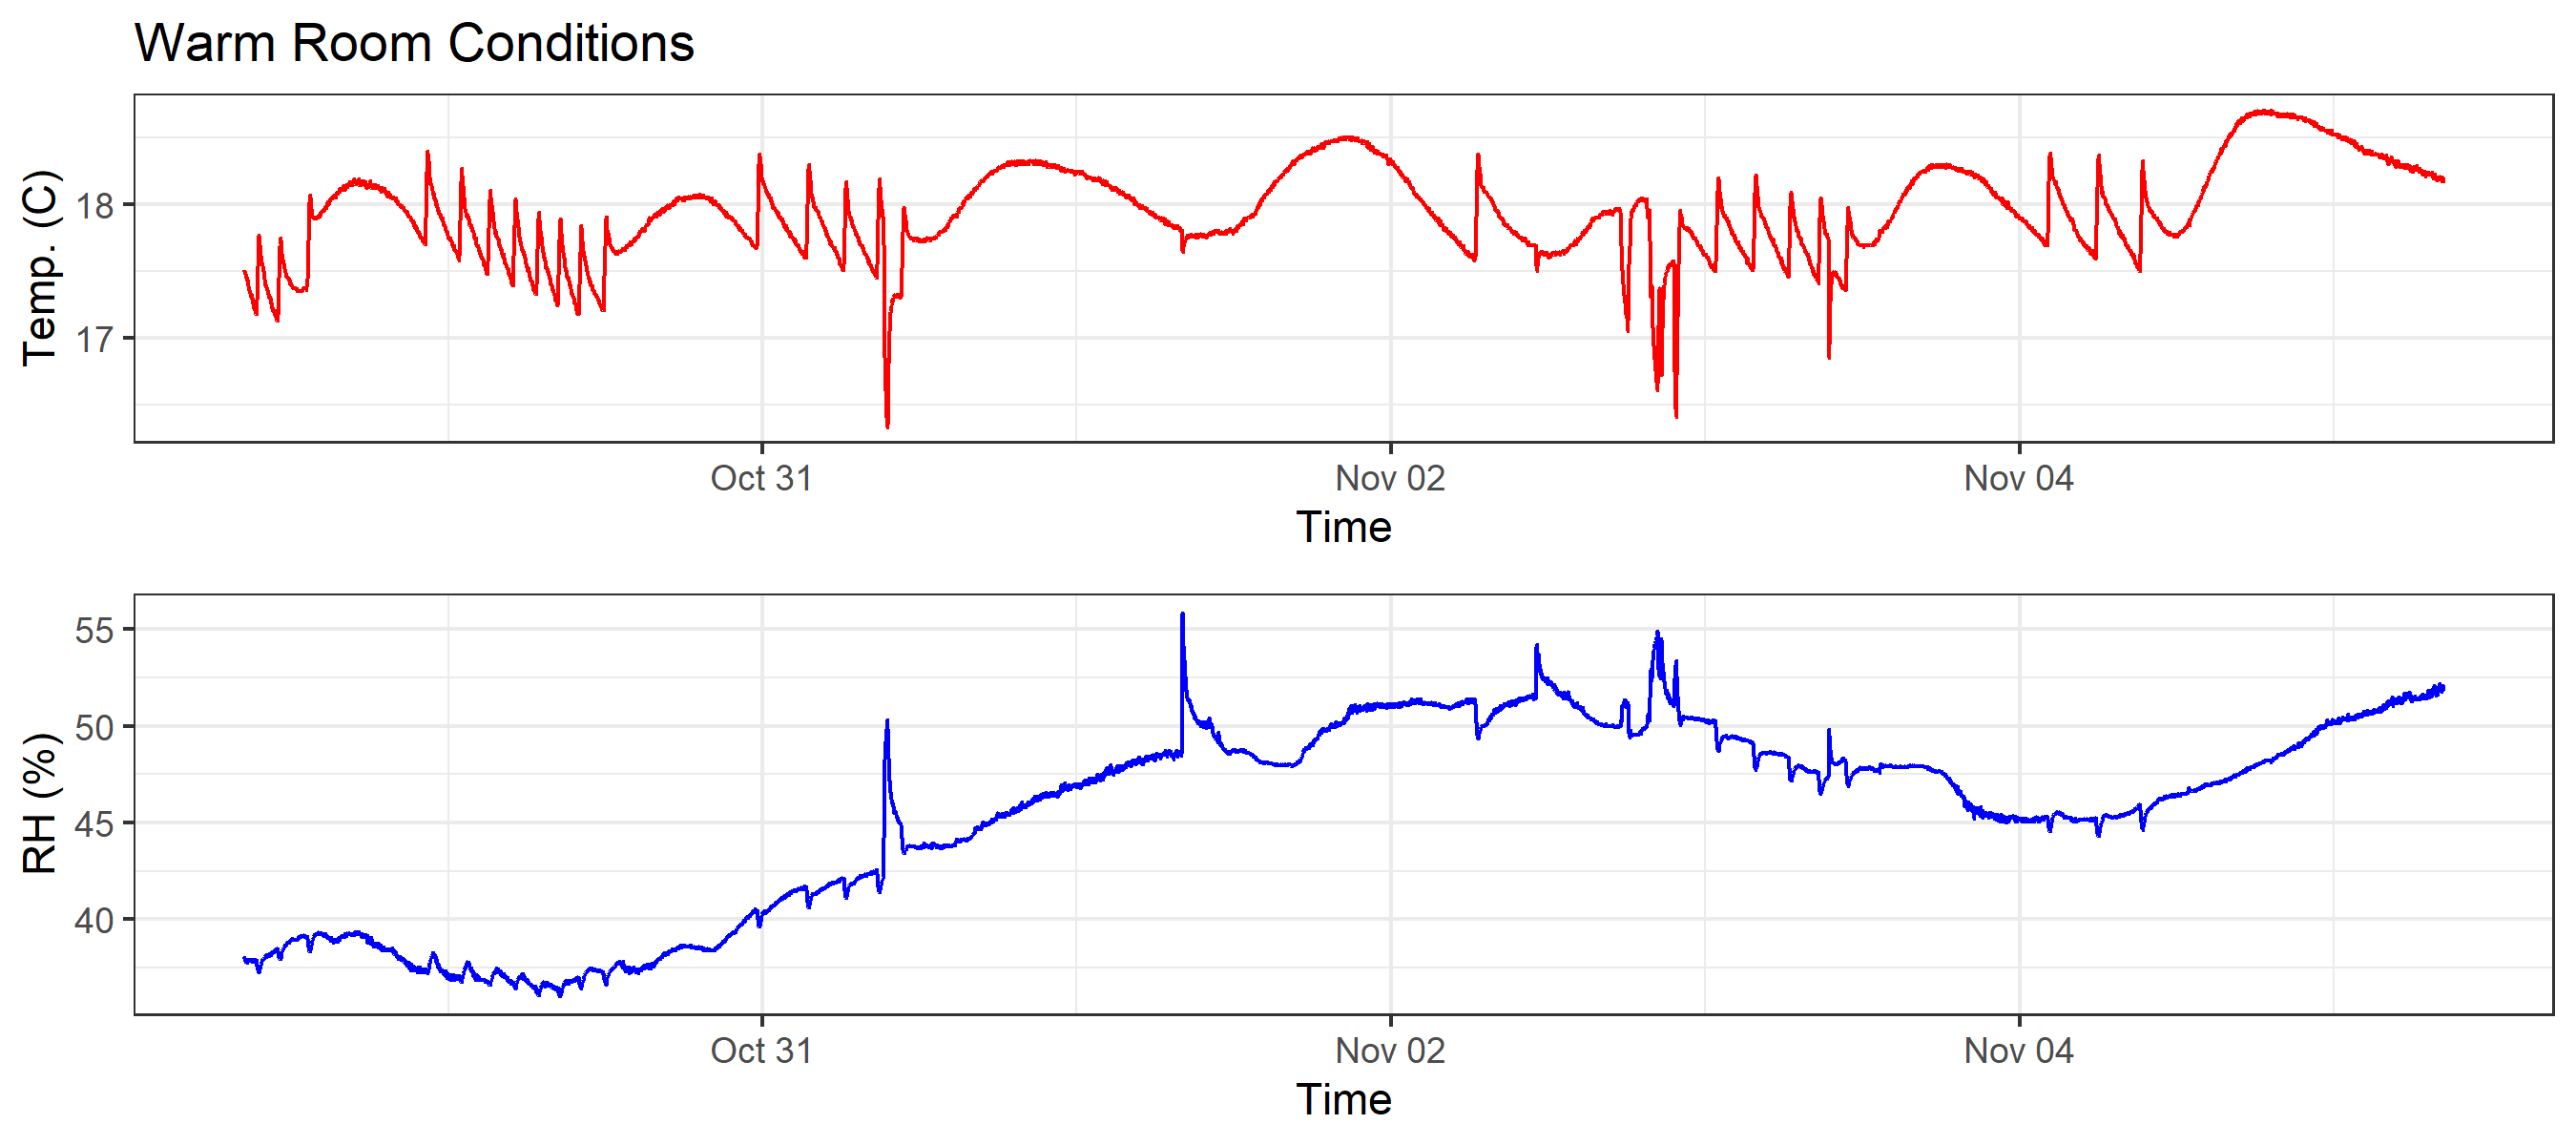 Warm Room Conditions
Temp. (C)
18
17
Oct 31 Nov 02 Nov 04
Time
RH (%)
55
50
45
40
Oct 31 Nov 02 Nov 04
Time